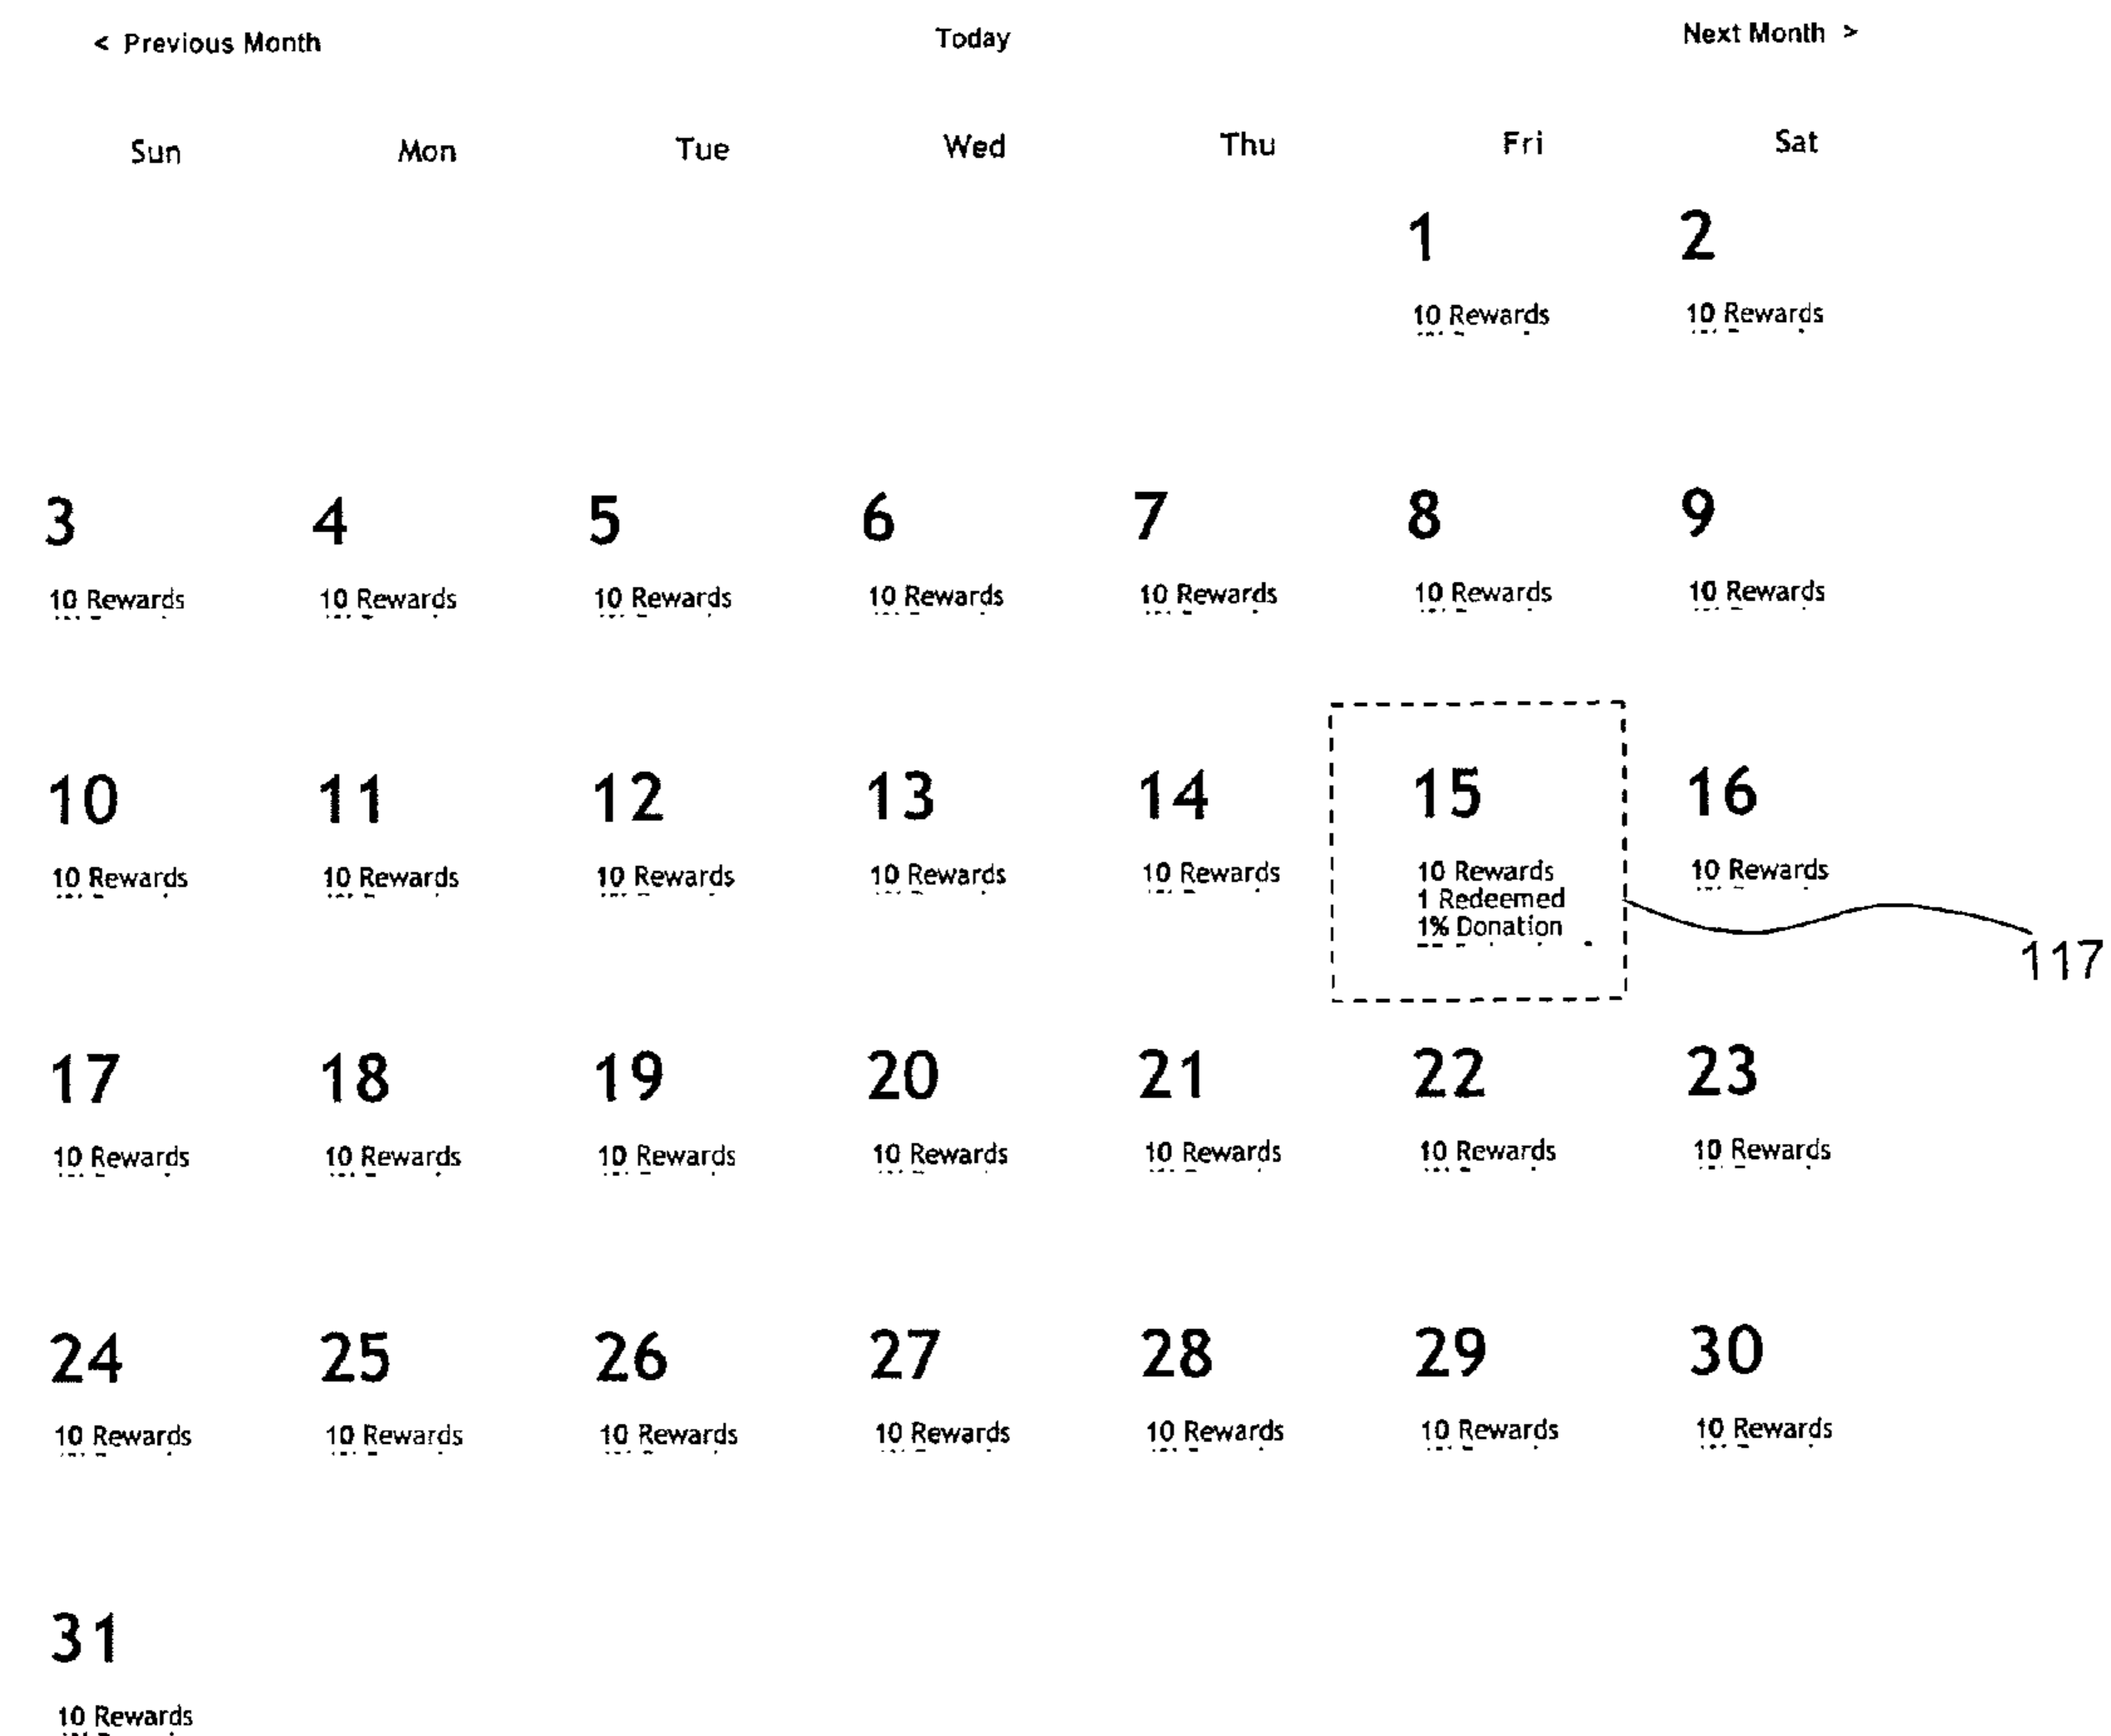 < Previous Month Today Next Month >
Sun Mon Tue Wed Thu Fri Sat
1 2
10 Rewards 10 Rewards
3 4 5 6 7 8 9
10 Rewards 10 Rewards 10 Rewards 10 Rewards 10 Rewards 10 Rewards 10 Rewards
10 11 12 13 14 15 16
10 Rewards 10 Rewards 10 Rewards 10 Rewards 10 Rewards 10 Rewards 10 Rewards
1 Redeemed
1% Donation
117
17 18 19 20 21 22 23
10 Rewards 10 Rewards 10 Rewards 10 Rewards 10 Rewards 10 Rewards 10 Rewards
24 25 26 27 28 29 30
10 Rewards 10 Rewards 10 Rewards 10 Rewards 10 Rewards 10 Rewards 10 Rewards
31
10 Rewards